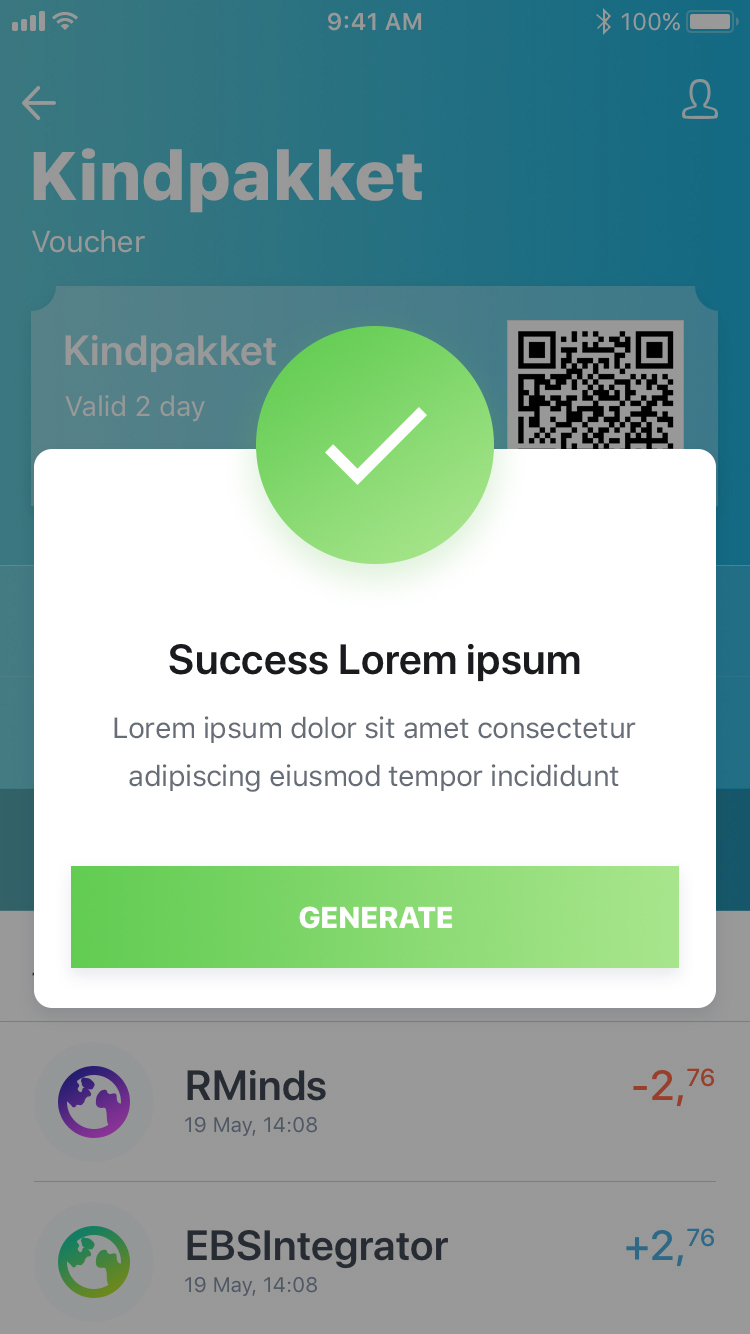 9:41 AM
100%
Kindpakket
Voucher
Kindpakket
Valid 2 day
Success Lorem ipsum
Lorem ipsum dolor sit amet consectetur
adipiscing eiusmod tempor incididunt
GENERATE
RMinds
-2,76
19 May, 14:08
EBSIntegrator
+2,76
19 May, 14:08